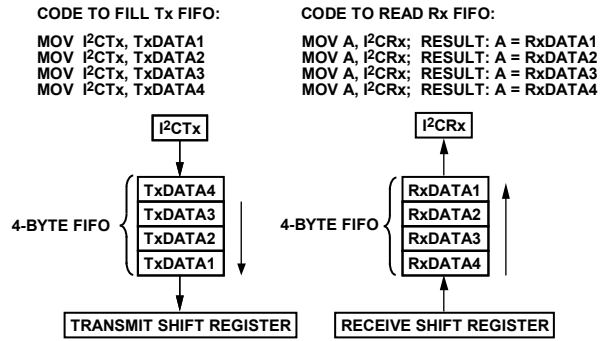 CODE TO FILL Tx FIFO:
MOV I²CTx, TxDATA1
MOV I²CTx, TxDATA2
MOV I²CTx, TxDATA3
MOV I²CTx, TxDATA4
I²CTx
4-BYTE FIFO
TxDATA4
TxDATA3
TxDATA2
TxDATA1
TRANSMIT SHIFT REGISTER
CODE TO READ Rx FIFO:
MOV A, I²CRx; RESULT: A = RxDATA1
MOV A, I²CRx; RESULT: A = RxDATA2
MOV A, I²CRx; RESULT: A = RxDATA3
MOV A, I²CRx; RESULT: A = RxDATA4
I²CRx
4-BYTE FIFO
RxDATA1
RxDATA2
RxDATA3
RxDATA4
RECEIVE SHIFT REGISTER